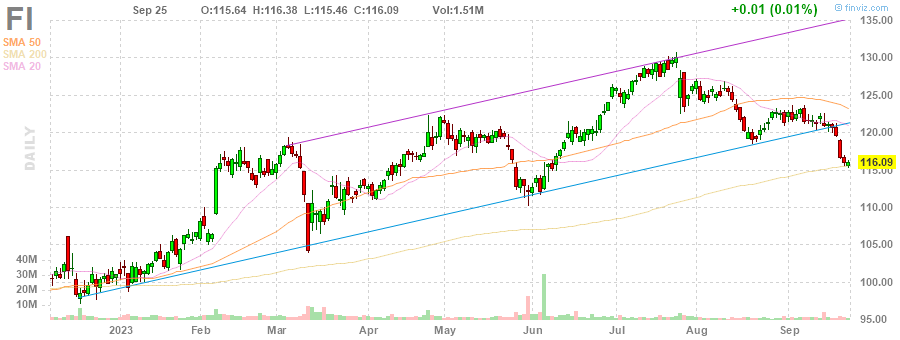 FI
Sep 25 O:115.64 H:116.38 L:115.46 C:116.09 Vol:1.51M +0.01 (0.01%) finviz.com
SMA 50
SMA 200
SMA 20
DAILY
135.00
130.00
125.00
120.00
116.09
115.00
110.00
105.00
100.00
95.00
40M
30M
20M
10M
2023 Feb Mar Apr May Jun Jul Aug Sep